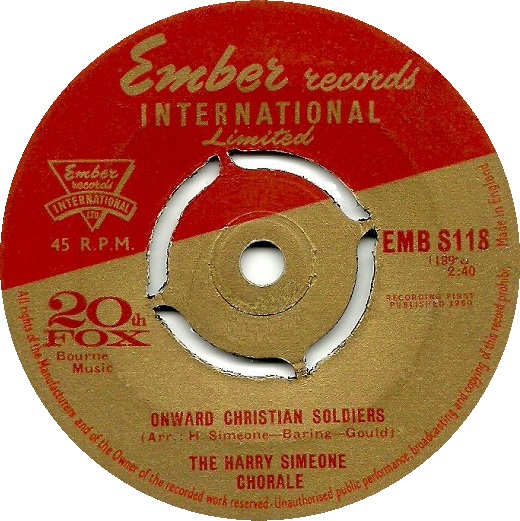 Ember records
INTERNATIONAL
Limited
Ember
records
INTERNATIONAL
LTD
45 R.P.M.
EMB S118
2:40
RECORDING FIRST
PUBLISHED 1960
20th
FOX
Bourne
Music
ONWARD CHRISTIAN SOLDIERS
(Arr.: H. Simeone—Baring—Gould)
THE HARRY SIMEONE
CHORALE
Made in England
All rights of the Manufacturers and of the Owner of the recorded work reserved - Unauthorised public performance, broadcasting and copying of this record prohib